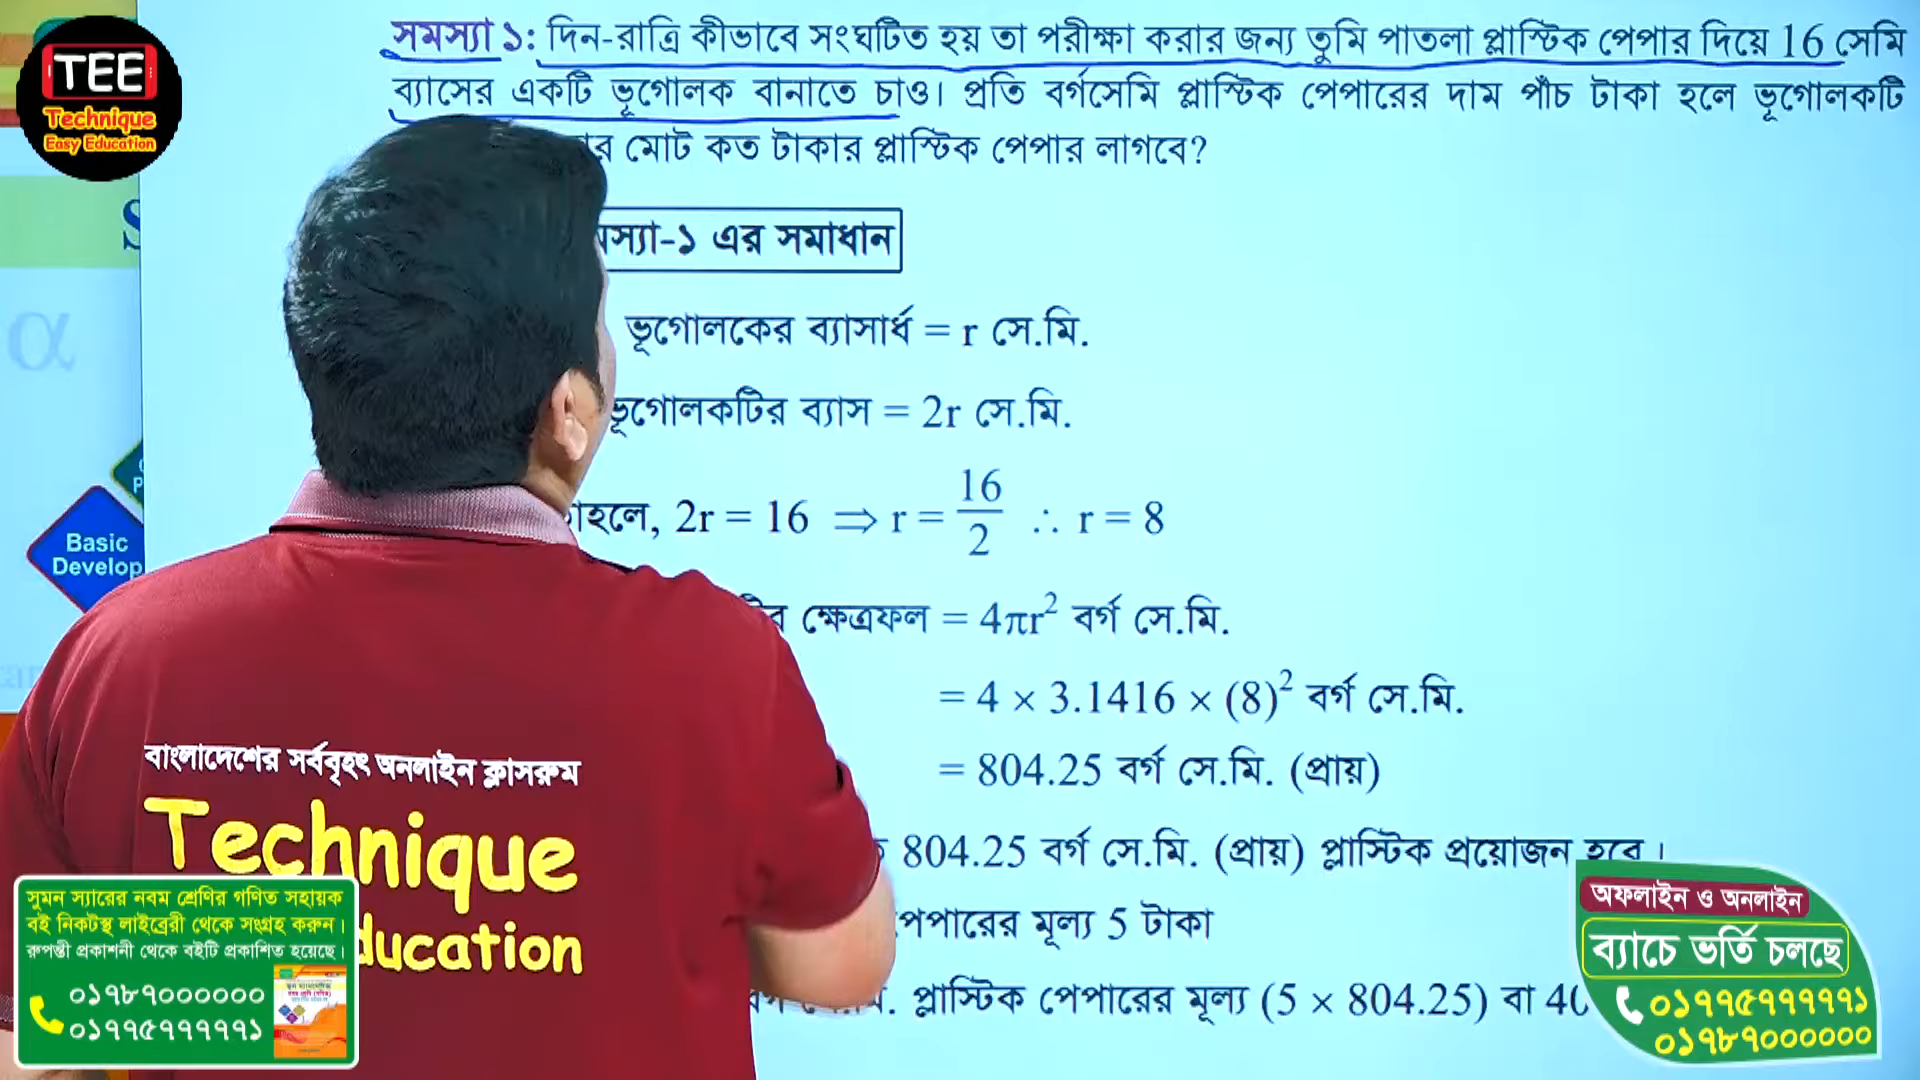 TEE
Technique
Easy Education
সমস্যা ১: দিন-রাত্রি কীভাবে সংঘটিত হয় তা পরীক্ষা করার জন্য তুমি পাতলা প্লাস্টিক পেপার দিয়ে 16 সেমি
ব্যাসের একটি ভূগোলক বানাতে চাও। প্রতি বর্গসেমি প্লাস্টিক পেপারের দাম পাঁচ টাকা হলে ভূগোলকটি
মোট কত টাকার প্লাস্টিক পেপার লাগবে?
এর সমাধান
α
ভূগোলকের ব্যাসার্ধ = r সে.মি.
ভূগোলকটির ব্যাস = 2r সে.মি.
2r = 16 ⇒ r = 16/2 ∴ r = 8
Basic
Develop
ক্ষেত্রফল = 4πr² বর্গ সে.মি.
= 4 × 3.1416 × (8)² বর্গ সে.মি.
= 804.25 বর্গ সে.মি. (প্রায়)
804.25 বর্গ সে.মি. (প্রায়) প্লাস্টিক প্রয়োজন হবে।
পেপারের মূল্য 5 টাকা
প্লাস্টিক পেপারের মূল্য (5 × 804.25) বা 40
বাংলাদেশের সর্ববৃহৎ অনলাইন ক্লাসরুম
Technique
ducation
সুমন স্যারের নবম শ্রেণির গণিত সহায়ক
বই নিকটস্থ লাইব্রেরী থেকে সংগ্রহ করুন।
রুপন্তী প্রকাশনী থেকে বইটি প্রকাশিত হয়েছে।
০১৭৮৭০০০০০০
০১৭৭৫৭৭৭৭৭১
অফলাইন ও অনলাইন
ব্যাচে ভর্তি চলছে
০১৭৭৫৭৭৭৭৭১
০১৭৮৭০০০০০০